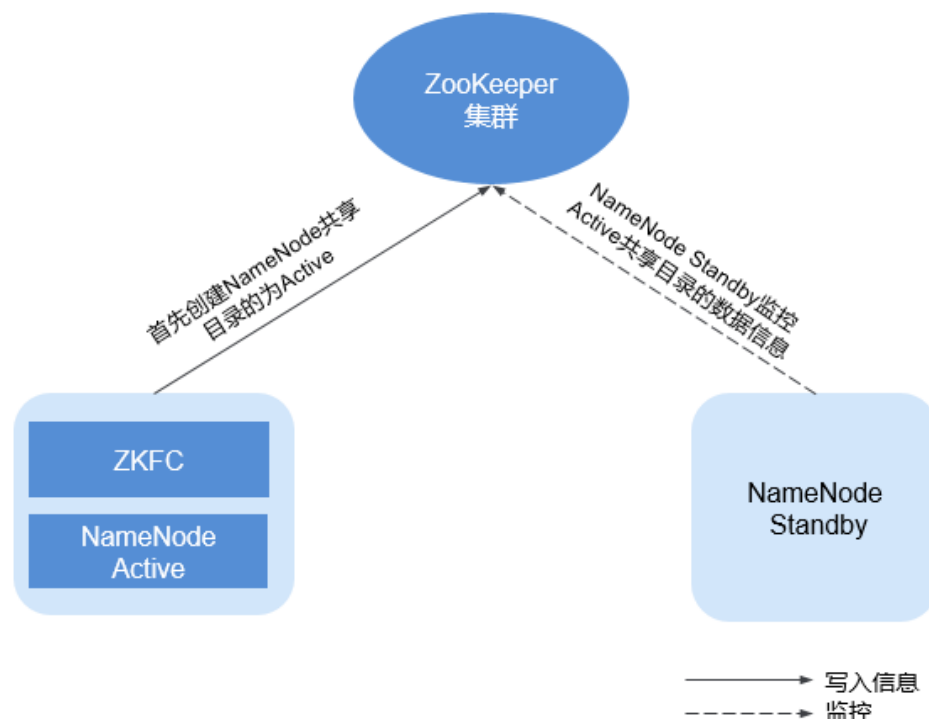 ZooKeeper
集群
首先创建NameNode共享
目录的为Active
NameNode Standby监控
Active共享目录的数据信息
ZKFC
NameNode
Active
NameNode
Standby
写入信息
监控